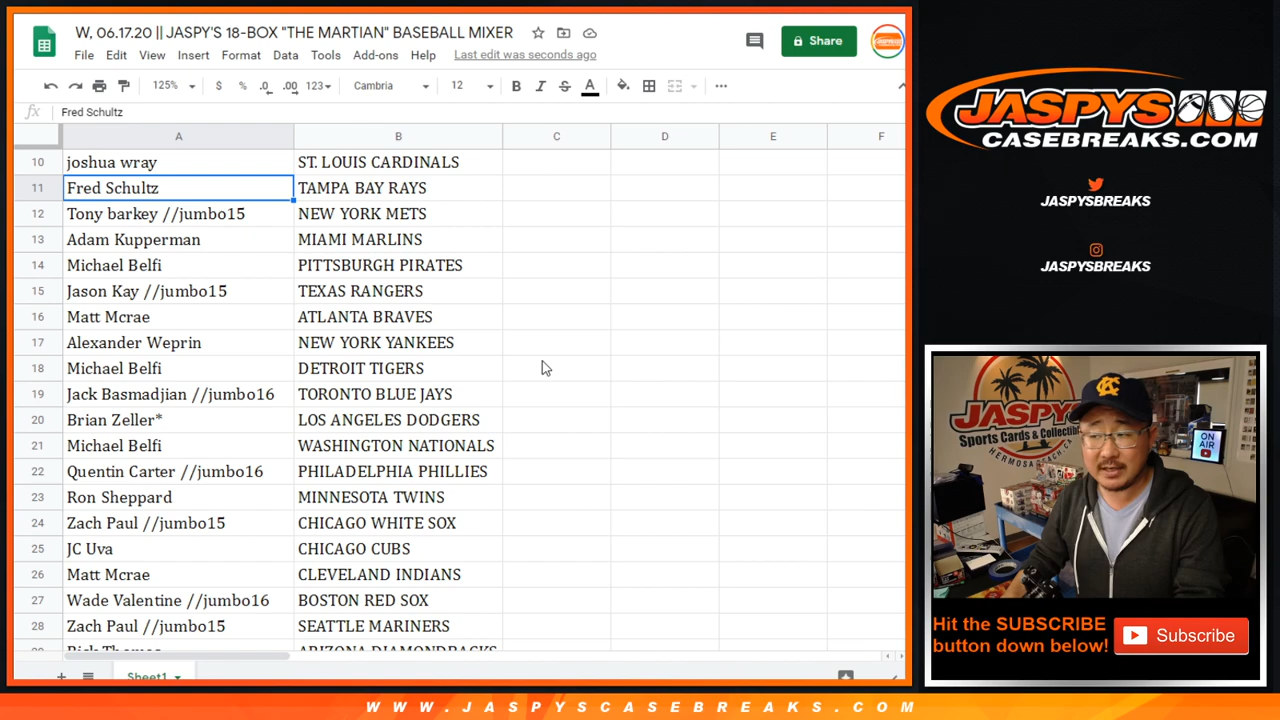 W, 06.17.20 || JASPY'S 18-BOX "THE MARTIAN" BASEBALL MIXER
File Edit View Insert Format Data Tools Add-ons Help Last edit was seconds ago
Share
125% $ % .0 .00 123 Cambria 12 B I S A
fx Fred Schultz
A B C D E F
10 joshua wray ST. LOUIS CARDINALS
11 Fred Schultz TAMPA BAY RAYS
12 Tony barkey //jumbo15 NEW YORK METS
13 Adam Kupperman MIAMI MARLINS
14 Michael Belfi PITTSBURGH PIRATES
15 Jason Kay //jumbo15 TEXAS RANGERS
16 Matt Mcrae ATLANTA BRAVES
17 Alexander Weprin NEW YORK YANKEES
18 Michael Belfi DETROIT TIGERS
19 Jack Basmadjian //jumbo16 TORONTO BLUE JAYS
20 Brian Zeller* LOS ANGELES DODGERS
21 Michael Belfi WASHINGTON NATIONALS
22 Quentin Carter //jumbo16 PHILADELPHIA PHILLIES
23 Ron Sheppard MINNESOTA TWINS
24 Zach Paul //jumbo15 CHICAGO WHITE SOX
25 JC Uva CHICAGO CUBS
26 Matt Mcrae CLEVELAND INDIANS
27 Wade Valentine //jumbo16 BOSTON RED SOX
28 Zach Paul //jumbo15 SEATTLE MARINERS
ARIZONA DIAMONDBACKS
Sheet1
JASPYS
CASEBREAKS.COM
JASPYSBREAKS
JASPYSBREAKS
JASPYS
Sports Cards & Collectibles
HERMOSA BEACH, CA
ON AIR
Hit the SUBSCRIBE
button down below!
Subscribe
WWW.JASPYSCASEBREAKS.COM